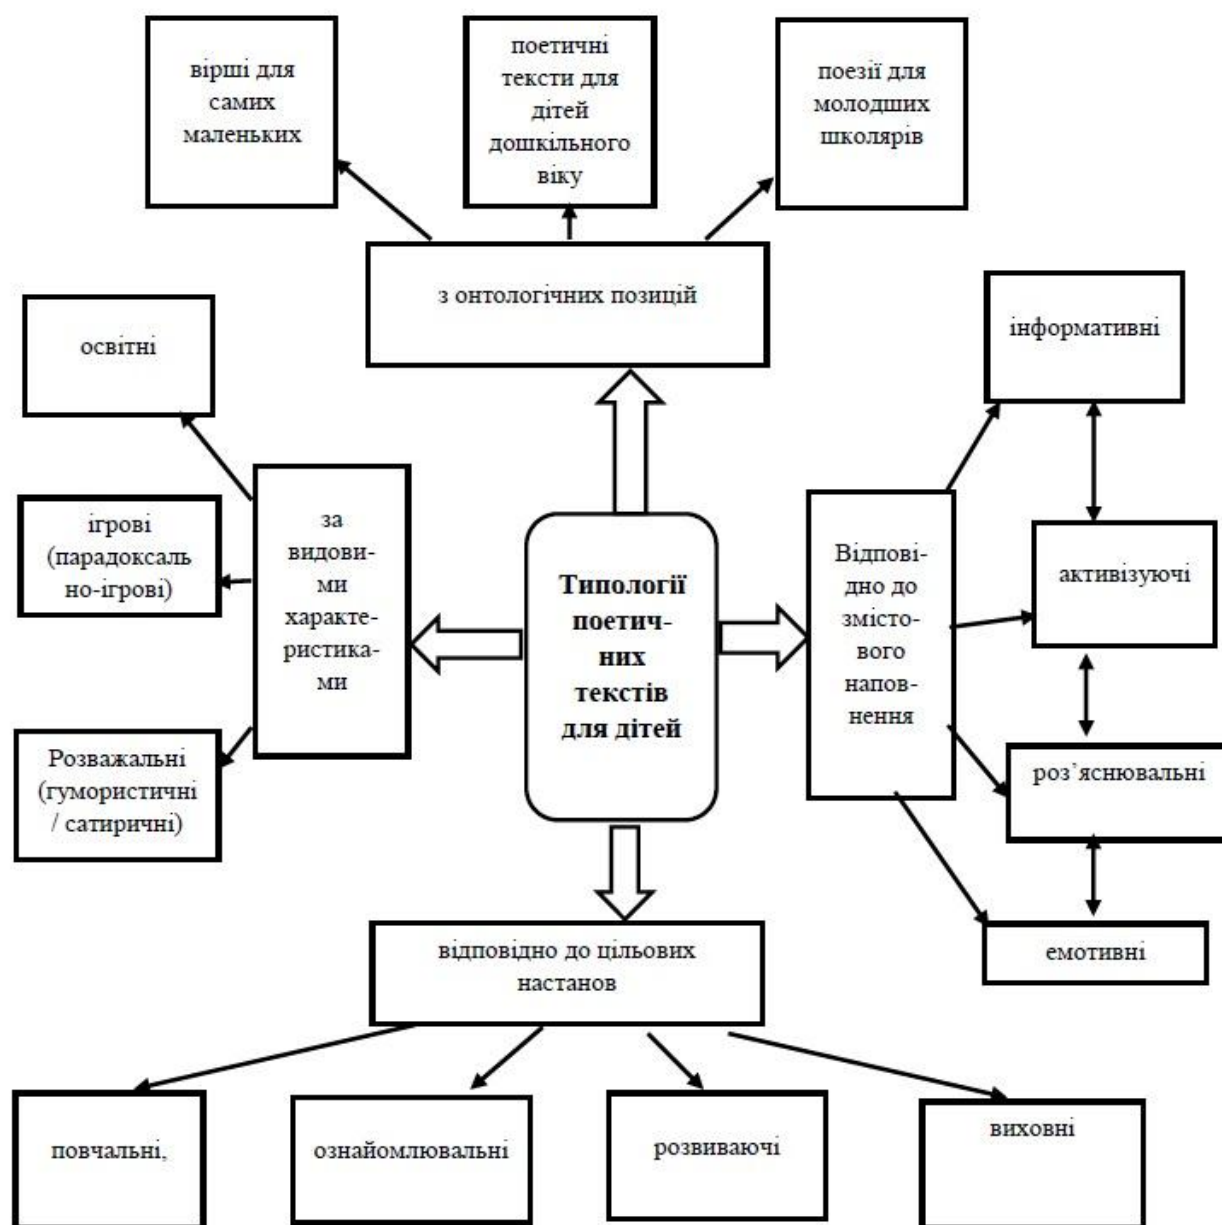 вірші для
самих
маленьких
поетичні
тексти для
дітей
дошкільного
віку
поезії для
молодших
школярів
з онтологічних позицій
освітні
ігрові
(парадоксаль
но-ігрові)
Розважальні
(гумористичні
/ сатиричні)
за
видови-
ми
характе-
ристика-
ми
Типології
поетич-
них
текстів
для дітей
Відпові-
дно до
змісто-
вого
напов-
нення
інформативні
активізуючі
роз’яснювальні
емотивні
відповідно до цільових
настанов
повчальні,
ознайомлювальні
розвиваючі
виховні